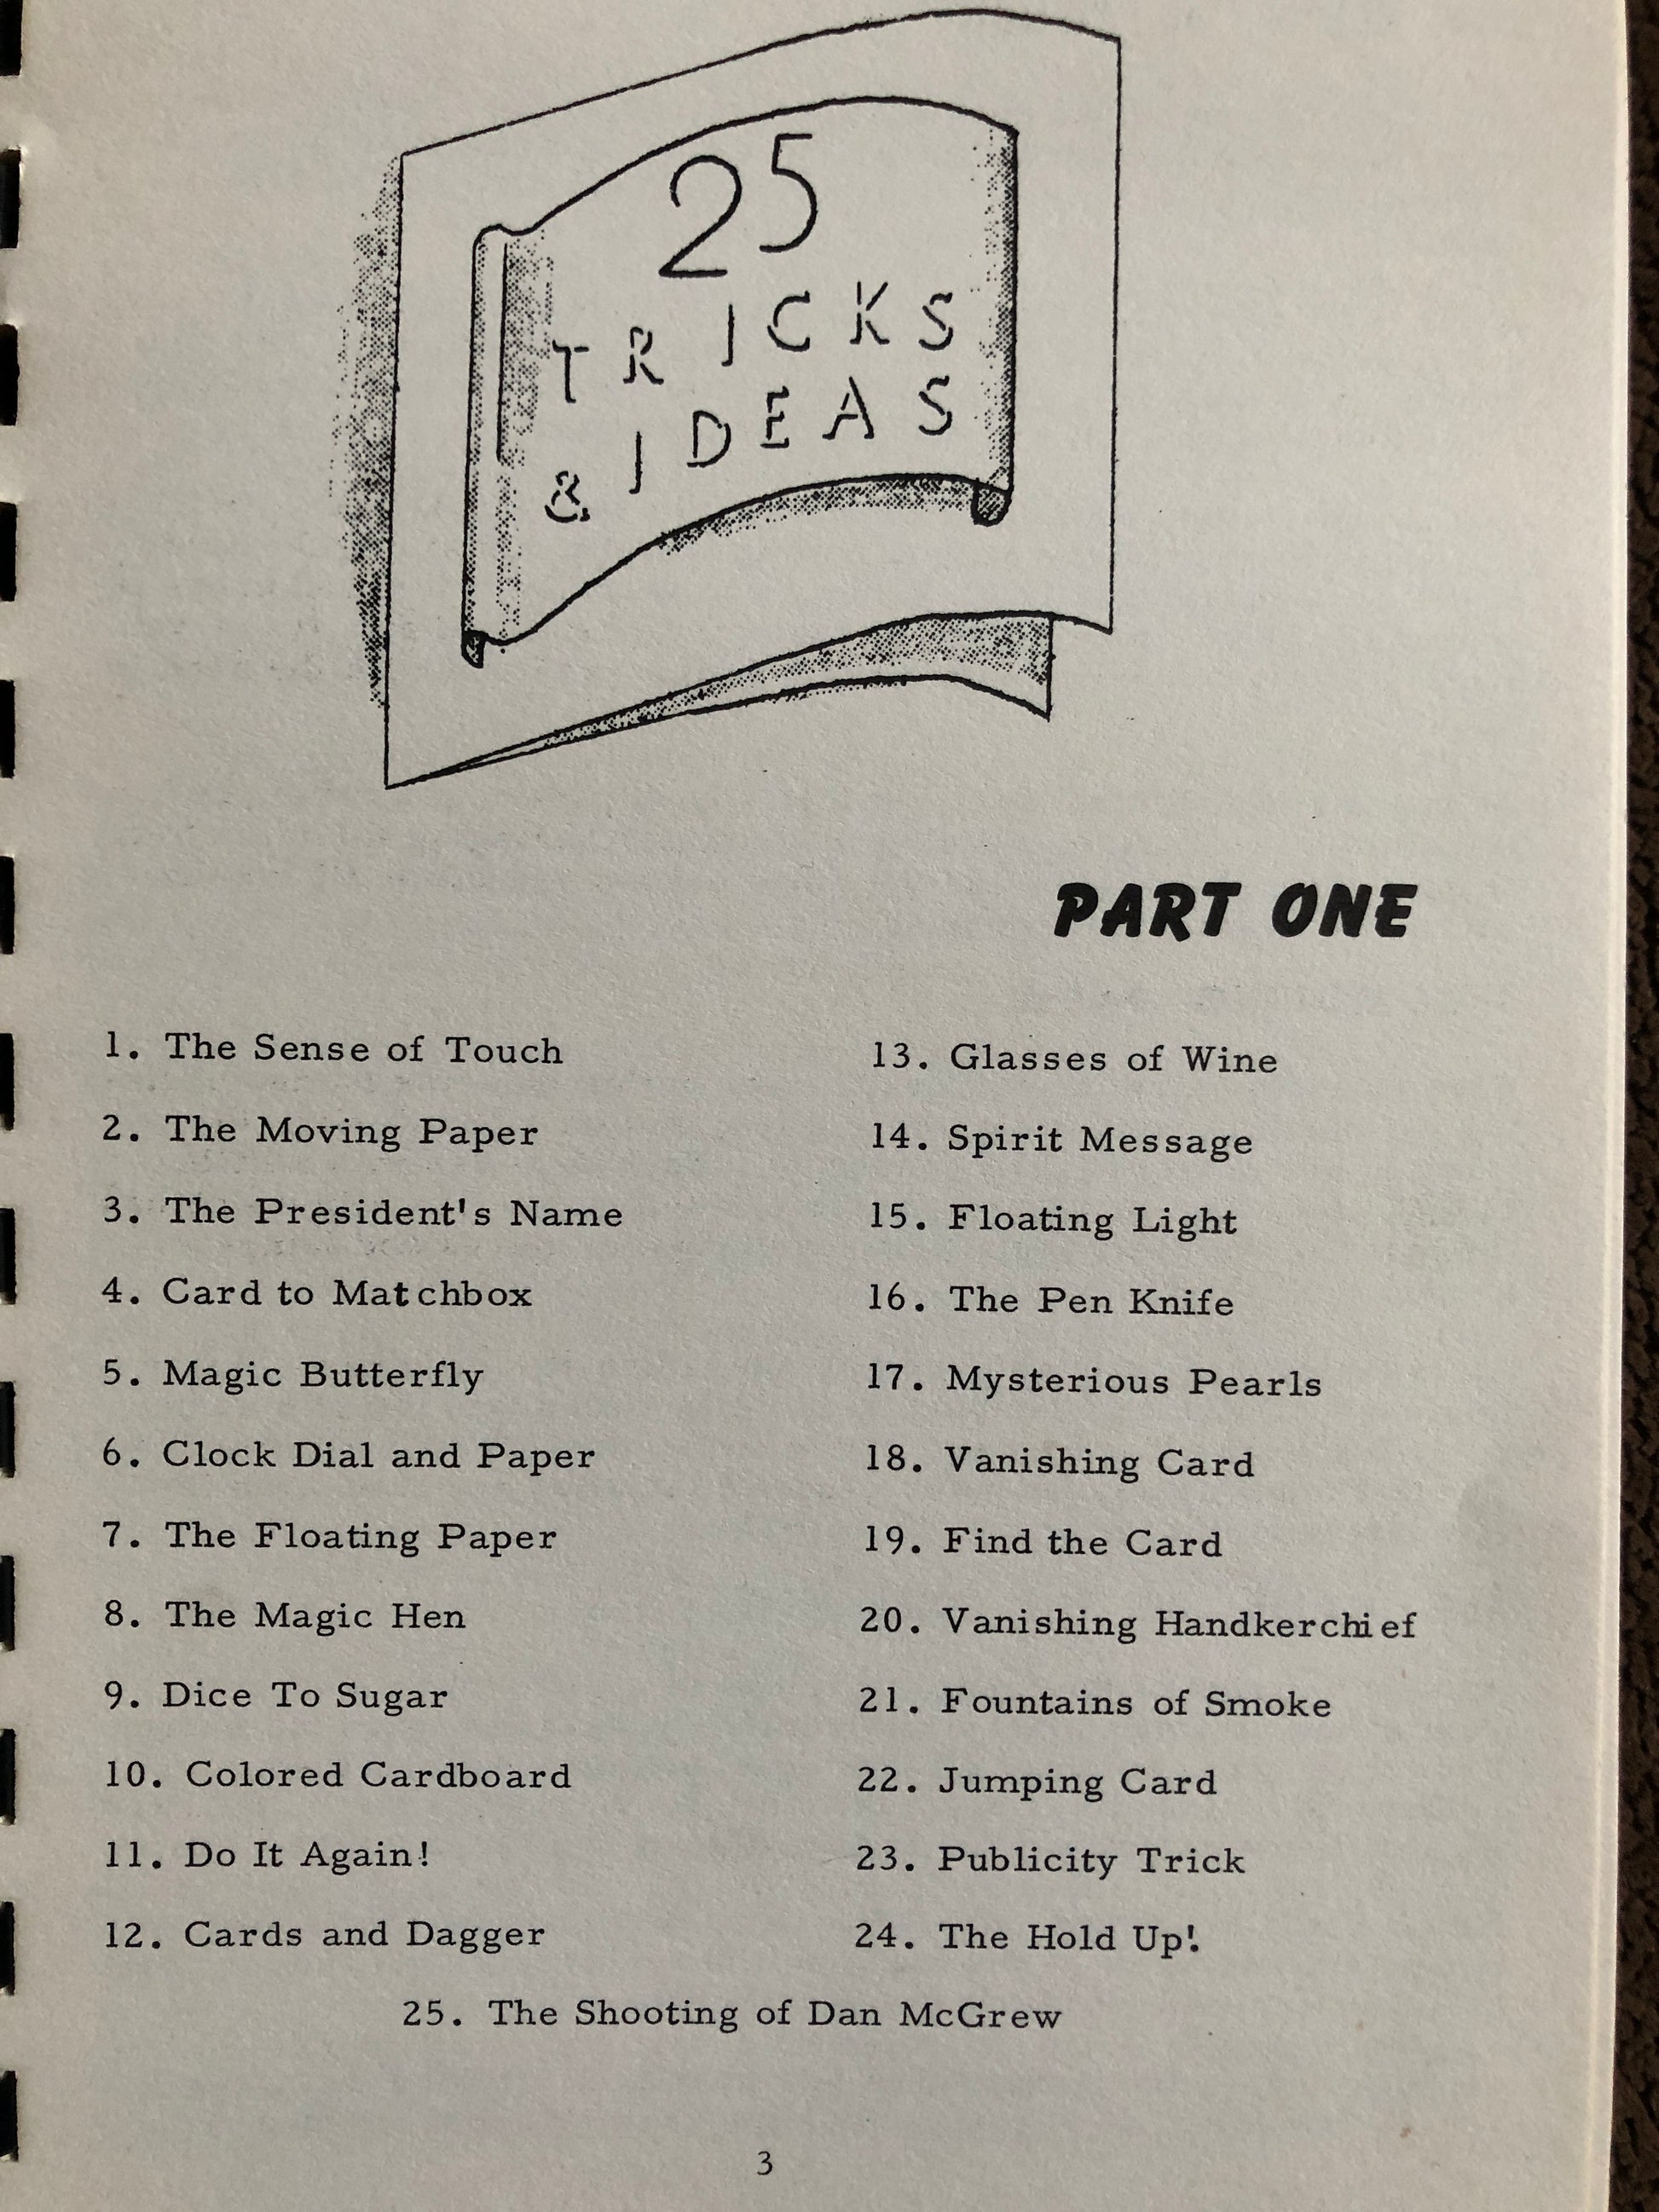 25
TRICKS
& IDEAS
PART ONE
1. The Sense of Touch
2. The Moving Paper
3. The President's Name
4. Card to Matchbox
5. Magic Butterfly
6. Clock Dial and Paper
7. The Floating Paper
8. The Magic Hen
9. Dice To Sugar
10. Colored Cardboard
11. Do It Again!
12. Cards and Dagger
13. Glasses of Wine
14. Spirit Message
15. Floating Light
16. The Pen Knife
17. Mysterious Pearls
18. Vanishing Card
19. Find the Card
20. Vanishing Handkerchief
21. Fountains of Smoke
22. Jumping Card
23. Publicity Trick
24. The Hold Up!
25. The Shooting of Dan McGrew
3